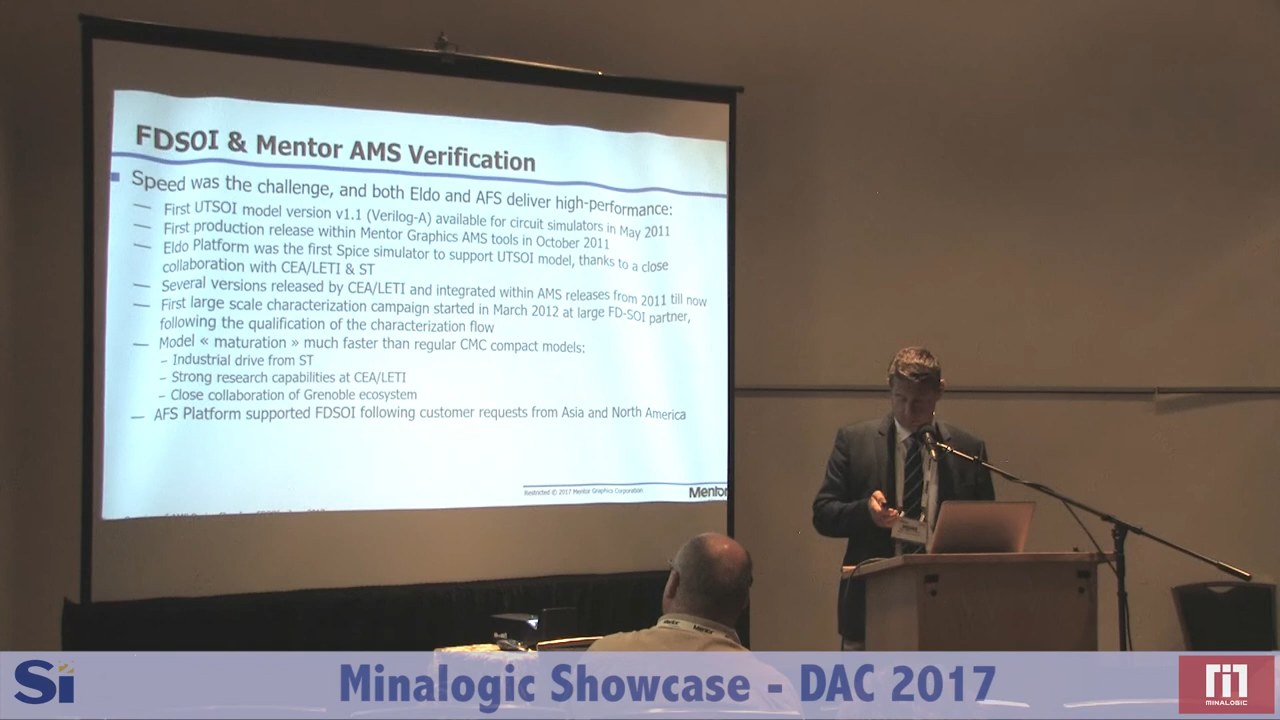 FDSOI & Mentor AMS Verification
Speed was the challenge, and both Eldo and AFS deliver high-performance:
— First UTSOI model version v1.1 (Verilog-A) available for circuit simulators in May 2011
— First production release within Mentor Graphics AMS tools in October 2011
— Eldo Platform was the first Spice simulator to support UTSOI model, thanks to a close
collaboration with CEA/LETI & ST
— Several versions released by CEA/LETI and integrated within AMS releases from 2011 till now
— First large scale characterization campaign started in March 2012 at large FD-SOI partner,
following the qualification of the characterization flow
— Model « maturation » much faster than regular CMC compact models:
– Industrial drive from ST
– Strong research capabilities at CEA/LETI
– Close collaboration of Grenoble ecosystem
— AFS Platform supported FDSOI following customer requests from Asia and North America
Restricted © 2017 Mentor Graphics Corporation
Mentor
Si
Minalogic Showcase - DAC 2017
MINALOGIC